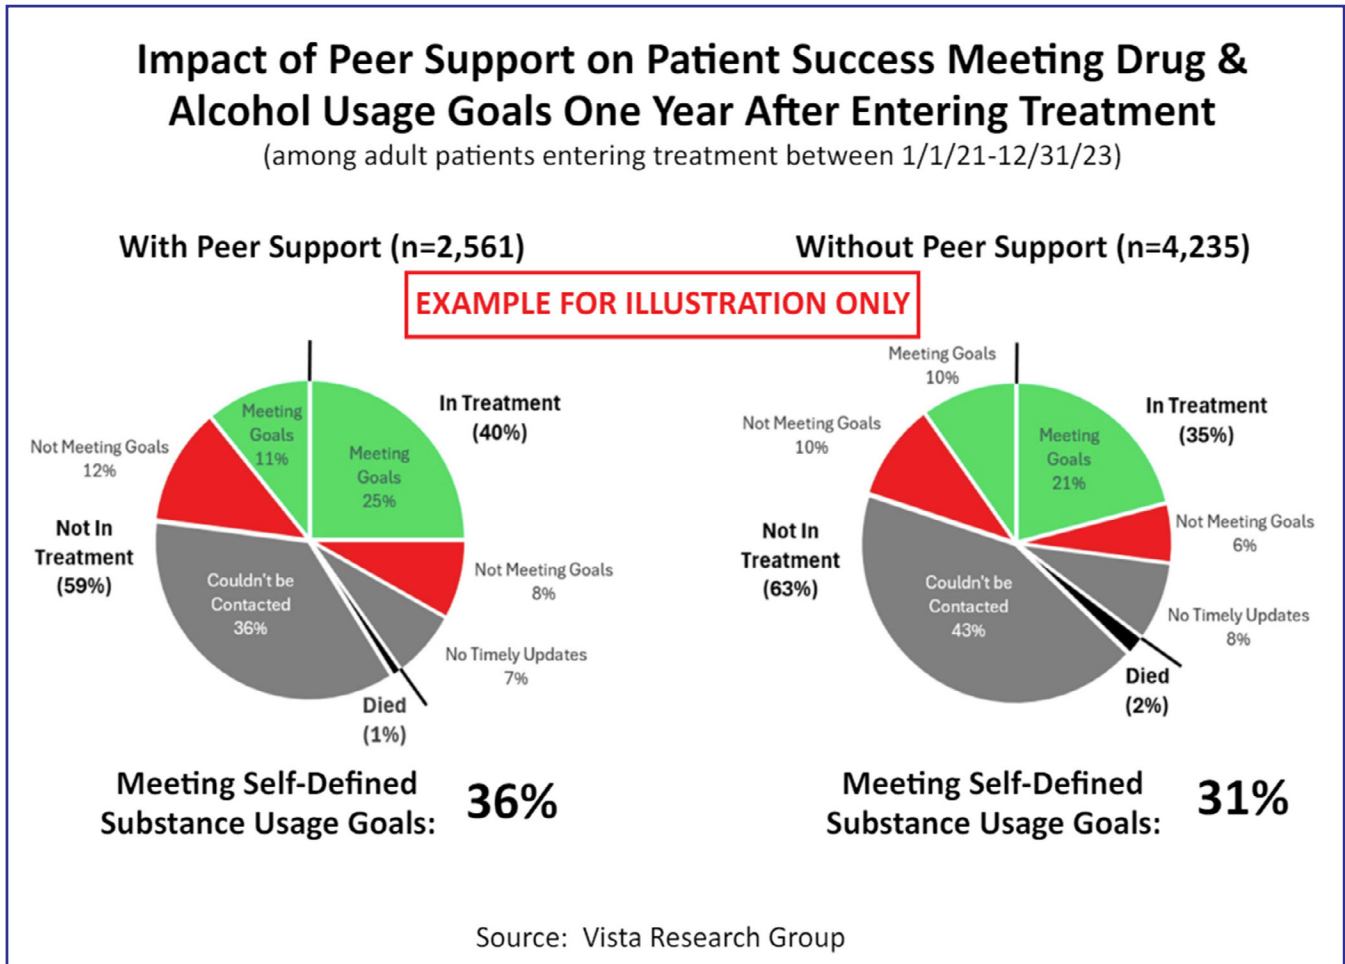 Impact of Peer Support on Patient Success Meeting Drug &
Alcohol Usage Goals One Year After Entering Treatment
(among adult patients entering treatment between 1/1/21-12/31/23)
With Peer Support (n=2,561)
Without Peer Support (n=4,235)
EXAMPLE FOR ILLUSTRATION ONLY
In Treatment
(40%)
Meeting
Goals
11%
Meeting
Goals
25%
Not Meeting Goals
12%
Not In
Treatment
(59%)
Couldn't be
Contacted
36%
Not Meeting Goals
8%
No Timely Updates
7%
Died
(1%)
Meeting Goals
10%
In Treatment
(35%)
Not Meeting Goals
10%
Meeting
Goals
21%
Not In
Treatment
(63%)
Not Meeting Goals
6%
Couldn't be
Contacted
43%
No Timely Updates
8%
Died
(2%)
Meeting Self-Defined
Substance Usage Goals:
36%
Meeting Self-Defined
Substance Usage Goals:
31%
Source: Vista Research Group